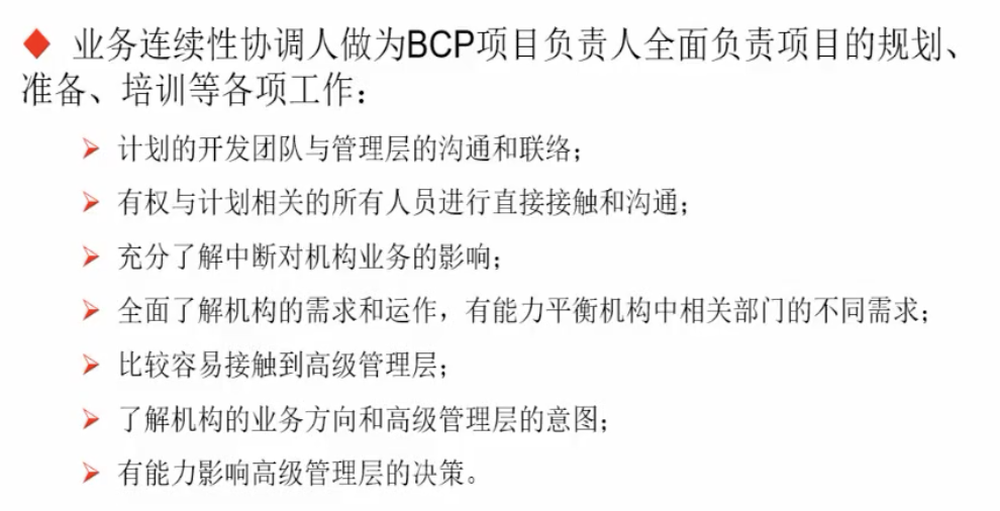 ◆ 业务连续性协调人做为BCP项目负责人全面负责项目的规划、
准备、培训等各项工作：
➢ 计划的开发团队与管理层的沟通和联络；
➢ 有权与计划相关的所有人员进行直接接触和沟通；
➢ 充分了解中断对机构业务的影响；
➢ 全面了解机构的需求和运作，有能力平衡机构中相关部门的不同需求；
➢ 比较容易接触到高级管理层；
➢ 了解机构的业务方向和高级管理层的意图；
➢ 有能力影响高级管理层的决策。